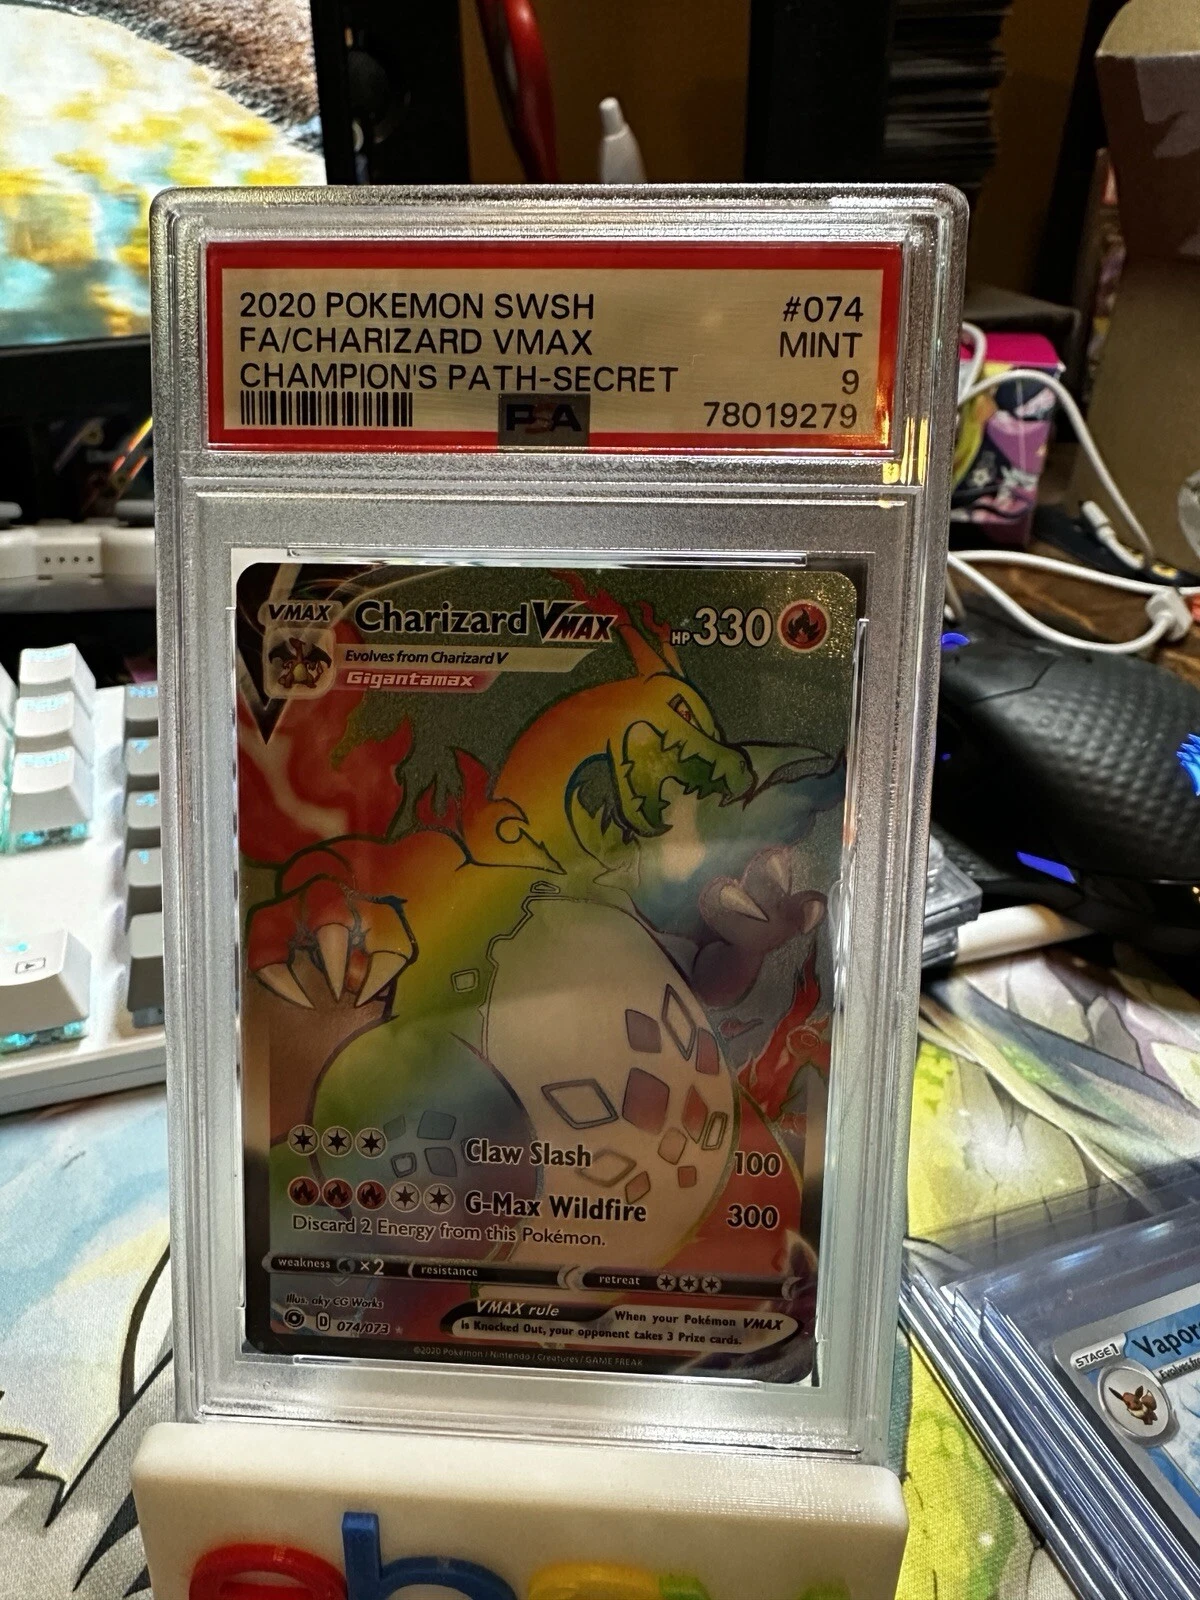 2020 POKEMON SWSH #074
FA/CHARIZARD VMAX MINT
CHAMPION'S PATH-SECRET 9
PSA 78019279
VMAX Charizard VMAX HP 330
Evolves from Charizard V
Gigantamax
Claw Slash 100
G-Max Wildfire 300
Discard 2 Energy from this Pokémon.
weakness ×2 resistance retreat
Illus. aky CG Works
VMAX rule When your Pokémon VMAX
is Knocked Out, your opponent takes 3 Prize cards.
D 074/073
©2020 Pokémon / Nintendo / Creatures / GAME FREAK
STAGE 1
ebay